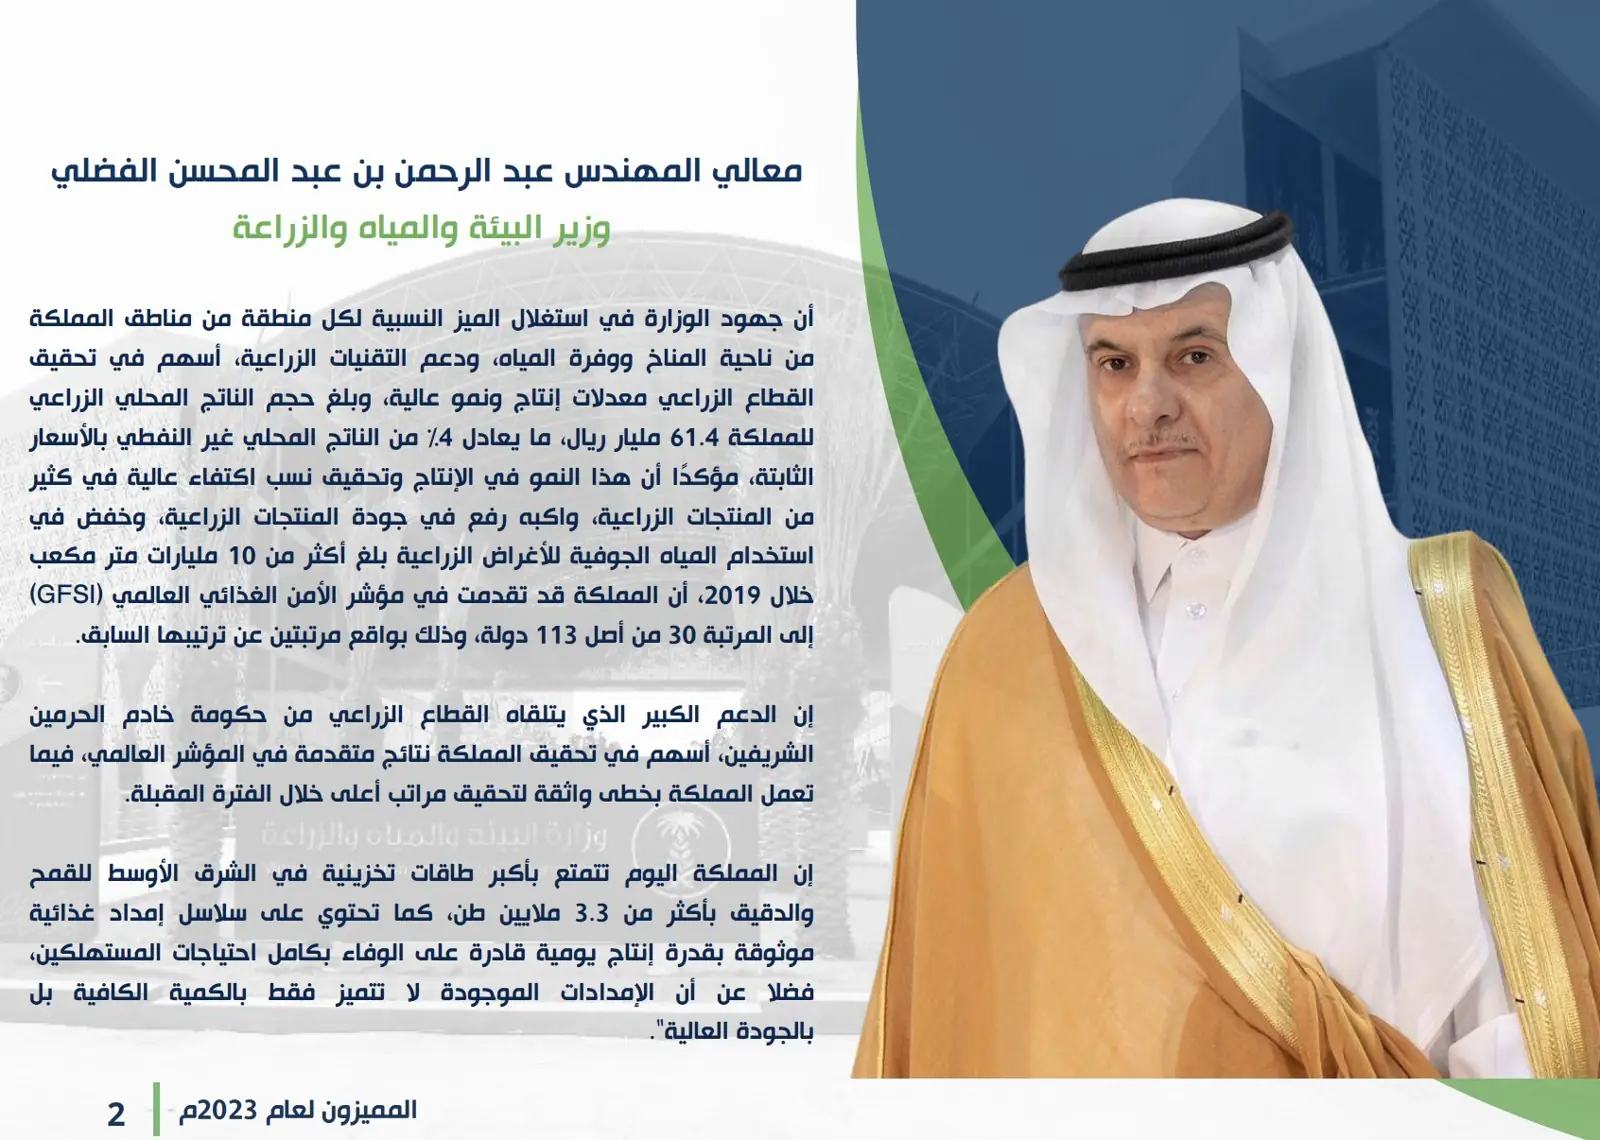 معالي المهندس عبد الرحمن بن عبد المحسن الفضلي
وزير البيئة والمياه والزراعة
أن جهود الوزارة في استغلال الميز النسبية لكل منطقة من مناطق المملكة
من ناحية المناخ ووفرة المياه، ودعم التقنيات الزراعية، أسهم في تحقيق
القطاع الزراعي معدلات إنتاج ونمو عالية، وبلغ حجم الناتج المحلي الزراعي
للمملكة 61.4 مليار ريال، ما يعادل 4٪ من الناتج المحلي غير النفطي بالأسعار
الثابتة، مؤكدًا أن هذا النمو في الإنتاج وتحقيق نسب اكتفاء عالية في كثير
من المنتجات الزراعية، واكبه رفع في جودة المنتجات الزراعية، وخفض في
استخدام المياه الجوفية للأغراض الزراعية بلغ أكثر من 10 مليارات متر مكعب
خلال 2019، أن المملكة قد تقدمت في مؤشر الأمن الغذائي العالمي (GFSI)
إلى المرتبة 30 من أصل 113 دولة، وذلك بواقع مرتبتين عن ترتيبها السابق.
إن الدعم الكبير الذي يتلقاه القطاع الزراعي من حكومة خادم الحرمين
الشريفين، أسهم في تحقيق المملكة نتائج متقدمة في المؤشر العالمي، فيما
تعمل المملكة بخطى واثقة لتحقيق مراتب أعلى خلال الفترة المقبلة.
وزارة البيئة والمياه والزراعة
إن المملكة اليوم تتمتع بأكبر طاقات تخزينية في الشرق الأوسط للقمح
والدقيق بأكثر من 3.3 ملايين طن، كما تحتوي على سلاسل إمداد غذائية
موثوقة بقدرة إنتاج يومية قادرة على الوفاء بكامل احتياجات المستهلكين،
فضلا عن أن الإمدادات الموجودة لا تتميز فقط بالكمية الكافية بل
بالجودة العالية".
المميزون لعام 2023م
2